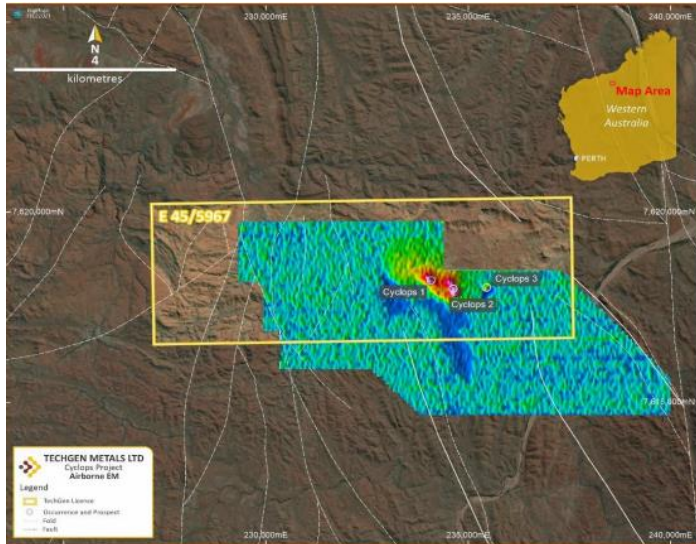 230,000mE
235,000mE
240,000mE
N
4
kilometres
Map Area
Western
Australia
PERTH
7,620,000mN
7,620,000mN
E 45/5967
Cyclops 1
Cyclops 2
Cyclops 3
7,615,000mN
TECHGEN METALS LTD
Cyclops Project
Airborne EM
Legend
TechGen Licence
Occurrence and Prospect
Fold
Fault
230,000mE
235,000mE
240,000mE